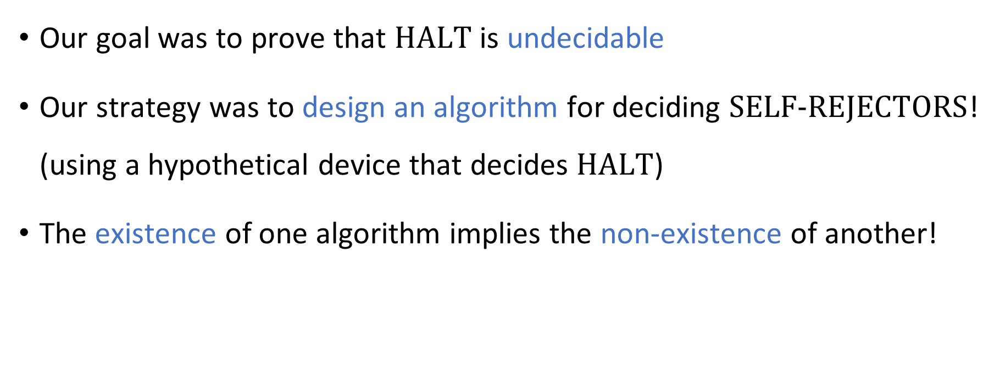 • Our goal was to prove that HALT is undecidable
• Our strategy was to design an algorithm for deciding SELF-REJECTORS!
(using a hypothetical device that decides HALT)
• The existence of one algorithm implies the non-existence of another!